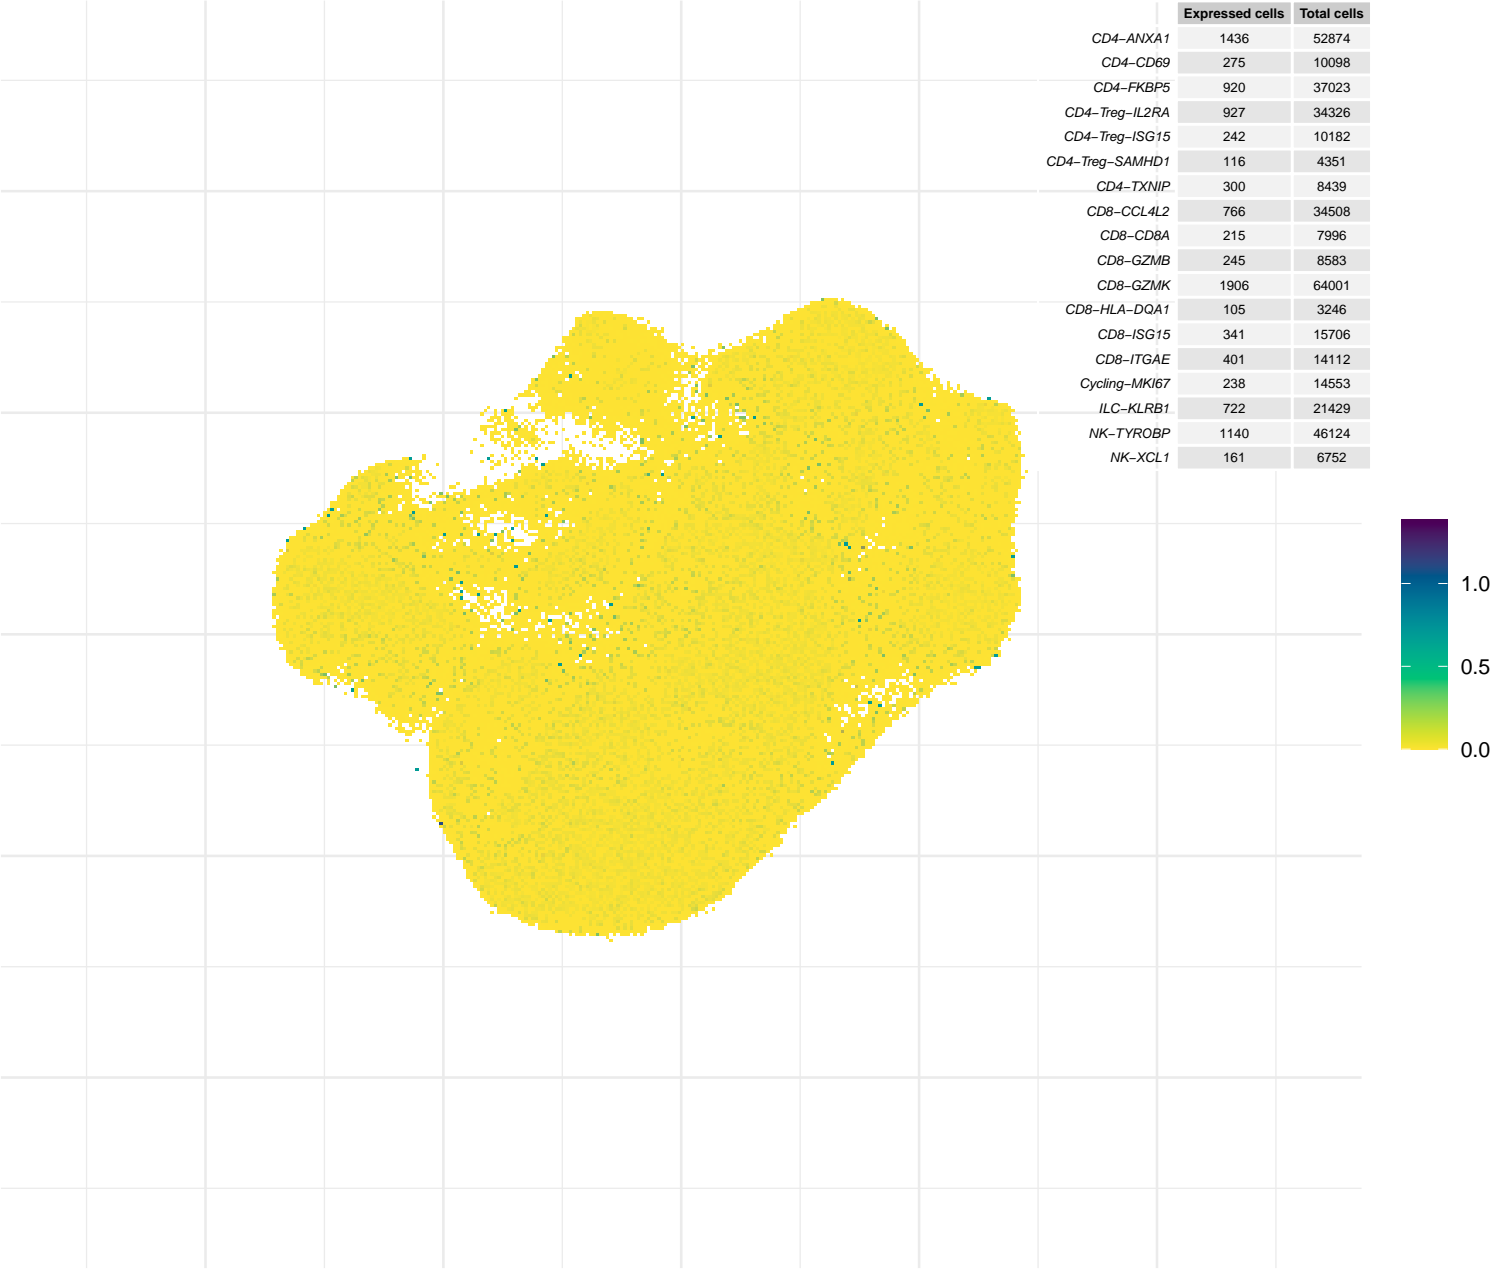 Expressed cells Total cells
CD4−ANXA1 1436 52874
CD4−CD69 275 10098
CD4−FKBP5 920 37023
CD4−Treg−IL2RA 927 34326
CD4−Treg−ISG15 242 10182
CD4−Treg−SAMHD1 116 4351
CD4−TXNIP 300 8439
CD8−CCL4L2 766 34508
CD8−CD8A 215 7996
CD8−GZMB 245 8583
CD8−GZMK 1906 64001
CD8−HLA−DQA1 105 3246
CD8−ISG15 341 15706
CD8−ITGAE 401 14112
Cycling−MKI67 238 14553
ILC−KLRB1 722 21429
NK−TYROBP 1140 46124
NK−XCL1 161 6752
1.0
0.5
0.0